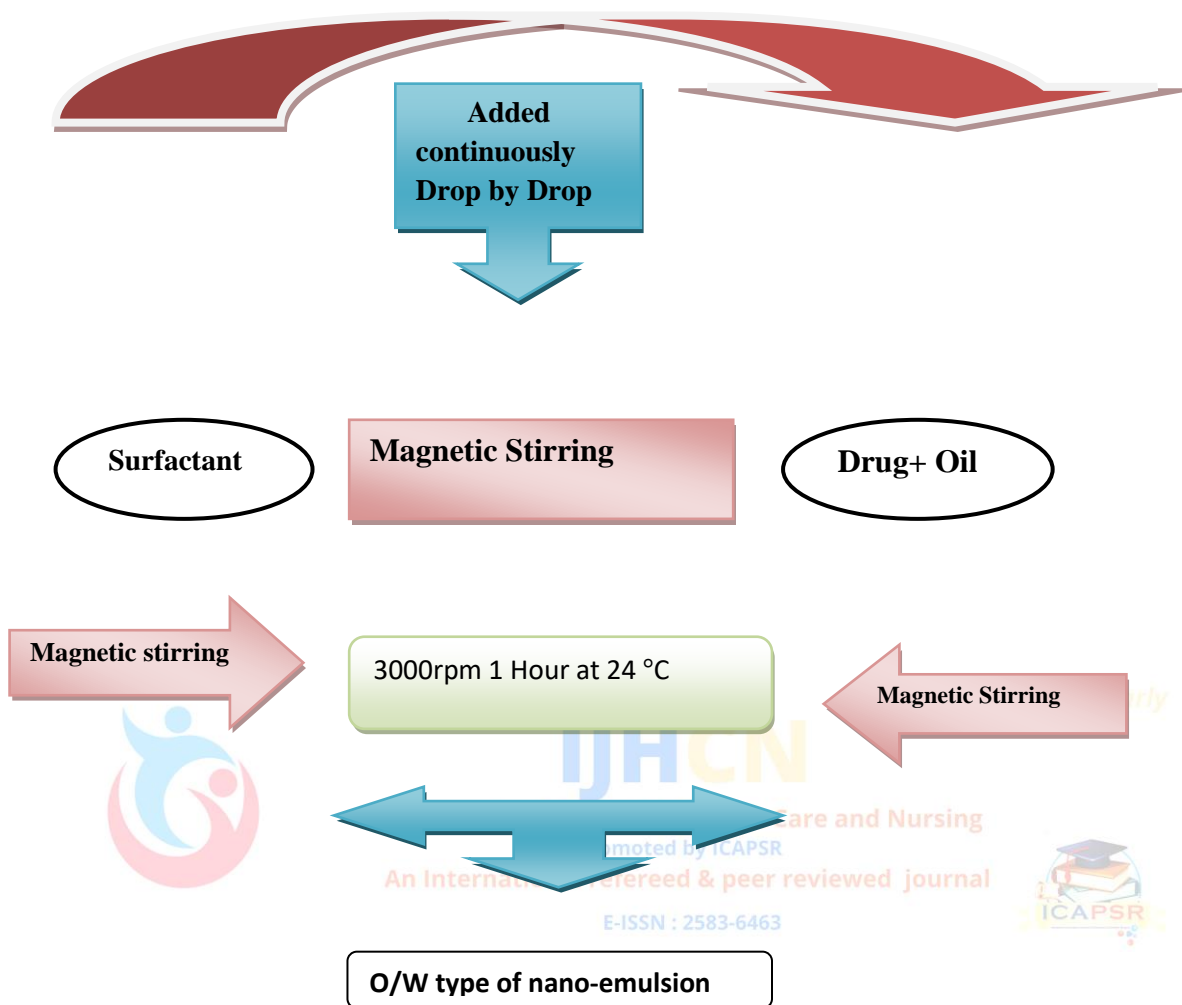 Added
continuously
Drop by Drop
Surfactant
Magnetic Stirring
Drug+ Oil
Magnetic stirring
3000rpm 1 Hour at 24 °C
Magnetic Stirring
rly
IJHCN
Care and Nursing
omoted by ICAPSR
An Internat refereed & peer reviewed journal
E-ISSN : 2583-6463
ICAPSR
O/W type of nano-emulsion